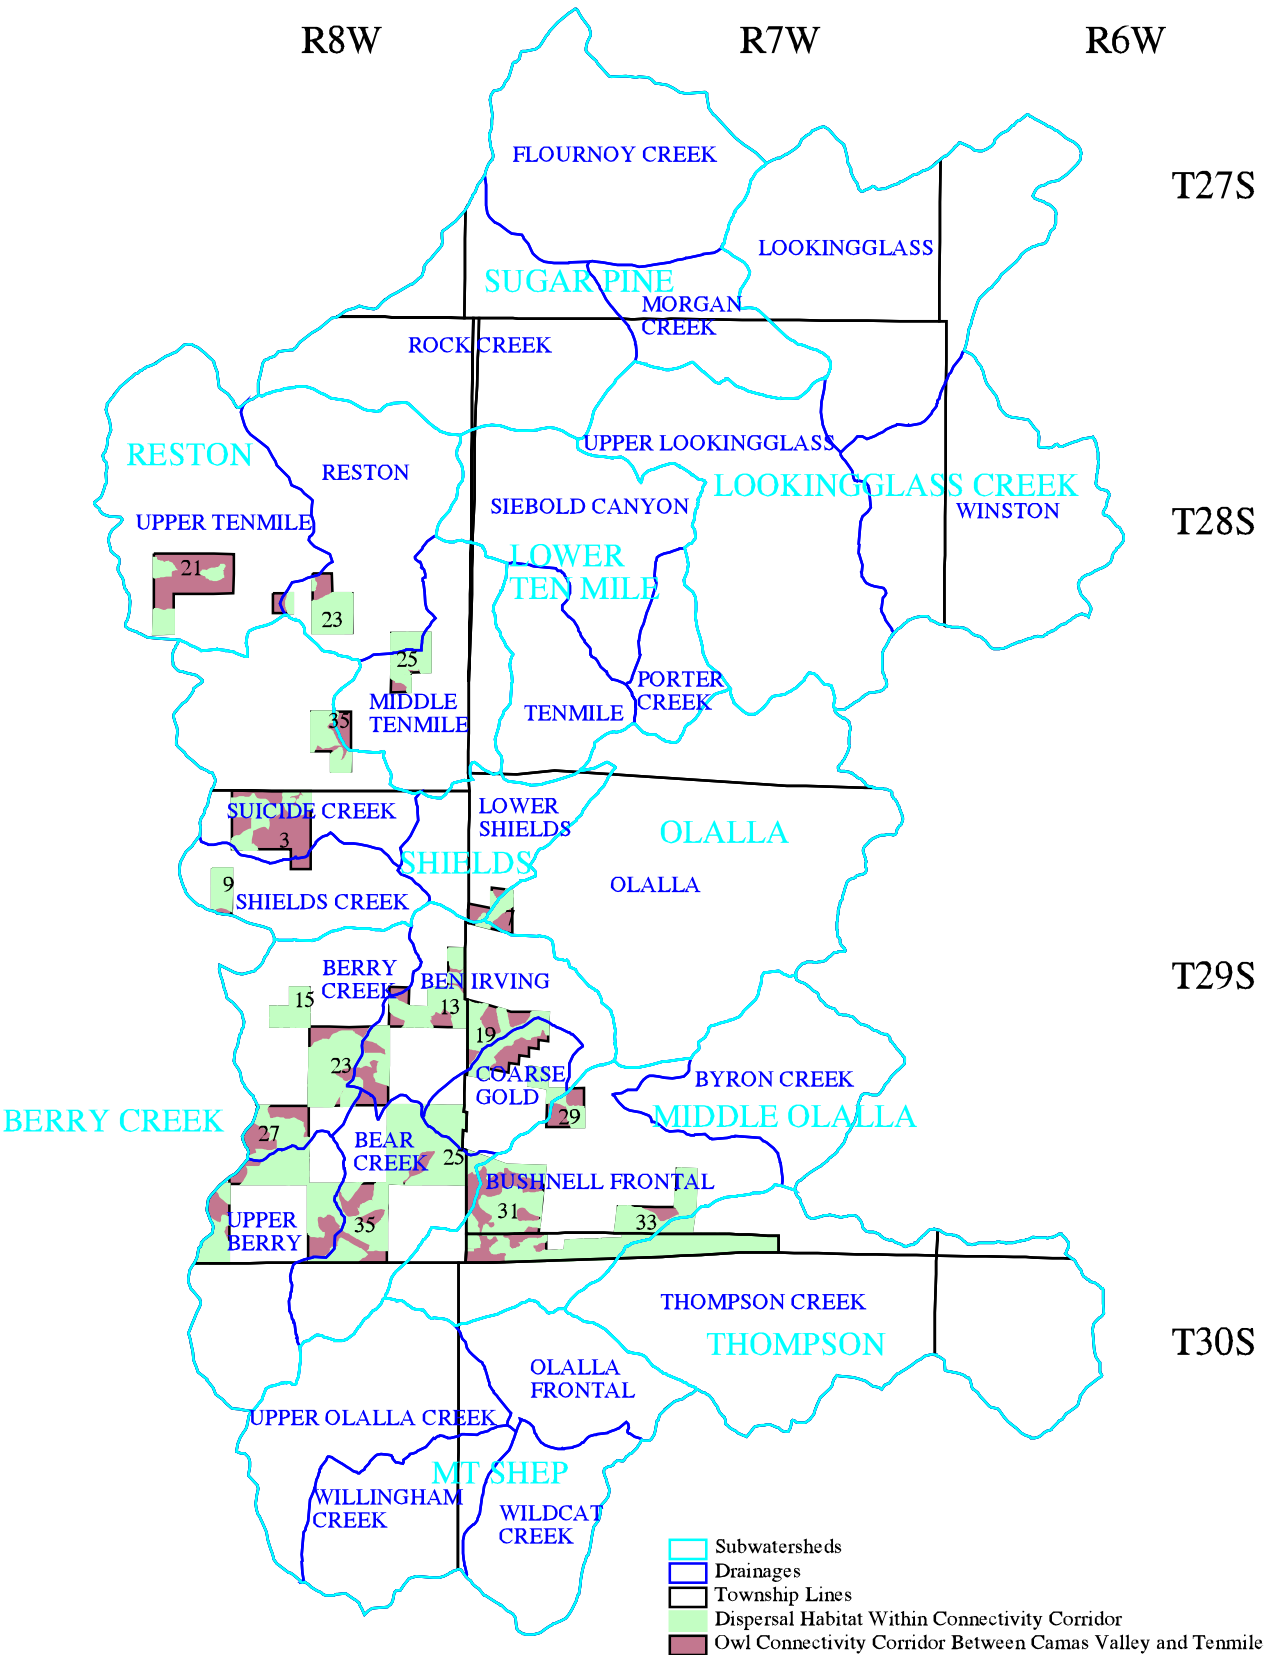 R8W
R7W
R6W
FLOURNOY CREEK
T27S
LOOKINGGLASS
SUGAR PINE
MORGAN
CREEK
ROCK CREEK
UPPER LOOKINGGLASS
RESTON
RESTON
LOOKINGGLASS CREEK
SIEBOLD CANYON
WINSTON
UPPER TENMILE
T28S
LOWER
TEN MILE
21
23
25
PORTER
CREEK
MIDDLE
TENMILE
TENMILE
35
SUICIDE CREEK
LOWER
SHIELDS
OLALLA
3
SHIELDS
9
OLALLA
SHIELDS CREEK
7
BERRY
CREEK
BEN IRVING
T29S
15
13
19
23
COARSE
GOLD
BYRON CREEK
BERRY CREEK
MIDDLE OLALLA
29
27
BEAR
CREEK
25
BUSHNELL FRONTAL
31
33
35
UPPER
BERRY
THOMPSON CREEK
THOMPSON
T30S
OLALLA
FRONTAL
UPPER OLALLA CREEK
MT SHEP
WILLINGHAM
CREEK
WILDCAT
CREEK
Subwatersheds
Drainages
Township Lines
Dispersal Habitat Within Connectivity Corridor
Owl Connectivity Corridor Between Camas Valley and Tenmile